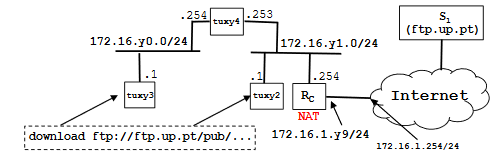 S1
(ftp.up.pt)
.254
tuxy4
.253
172.16.y0.0/24
172.16.y1.0/24
.1
.1
.254
tuxy3
tuxy2
RC
Internet
NAT
download ftp://ftp.up.pt/pub/...
172.16.1.y9/24
172.16.1.254/24